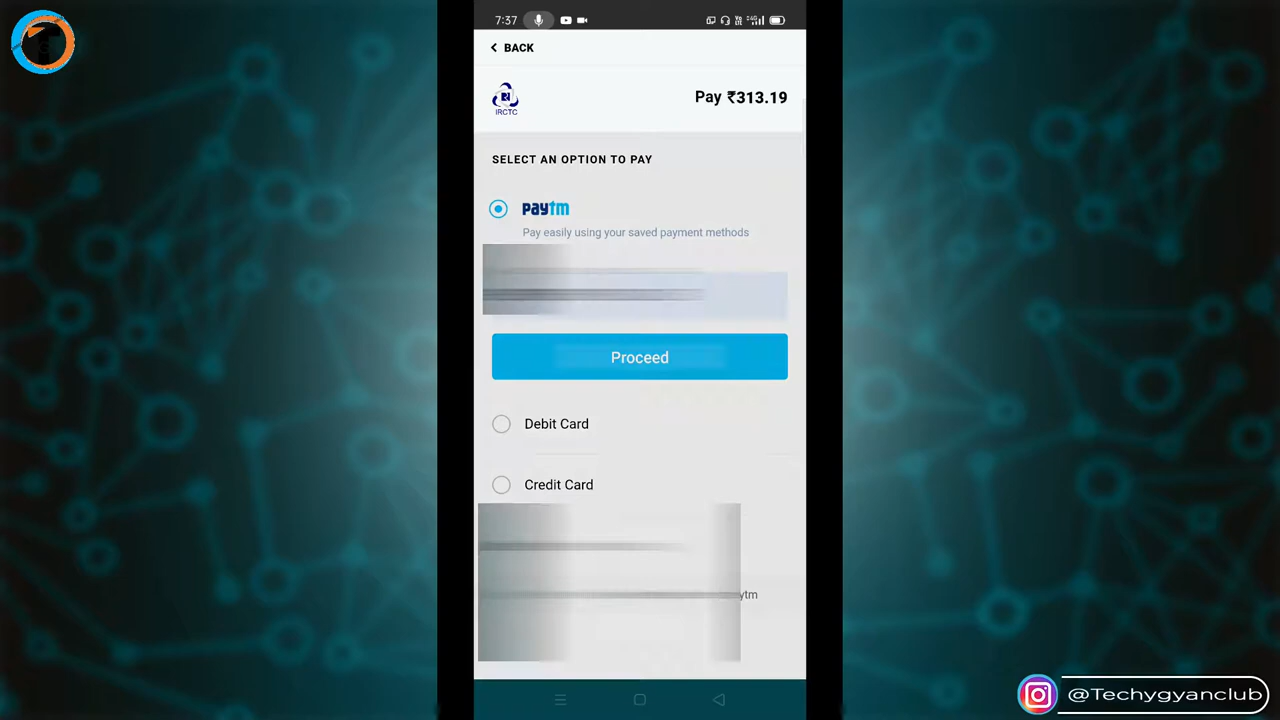 7:37
BACK
IRCTC
Pay ₹313.19
SELECT AN OPTION TO PAY
paytm
Pay easily using your saved payment methods
Proceed
Debit Card
Credit Card
ytm
@Techygyanclub